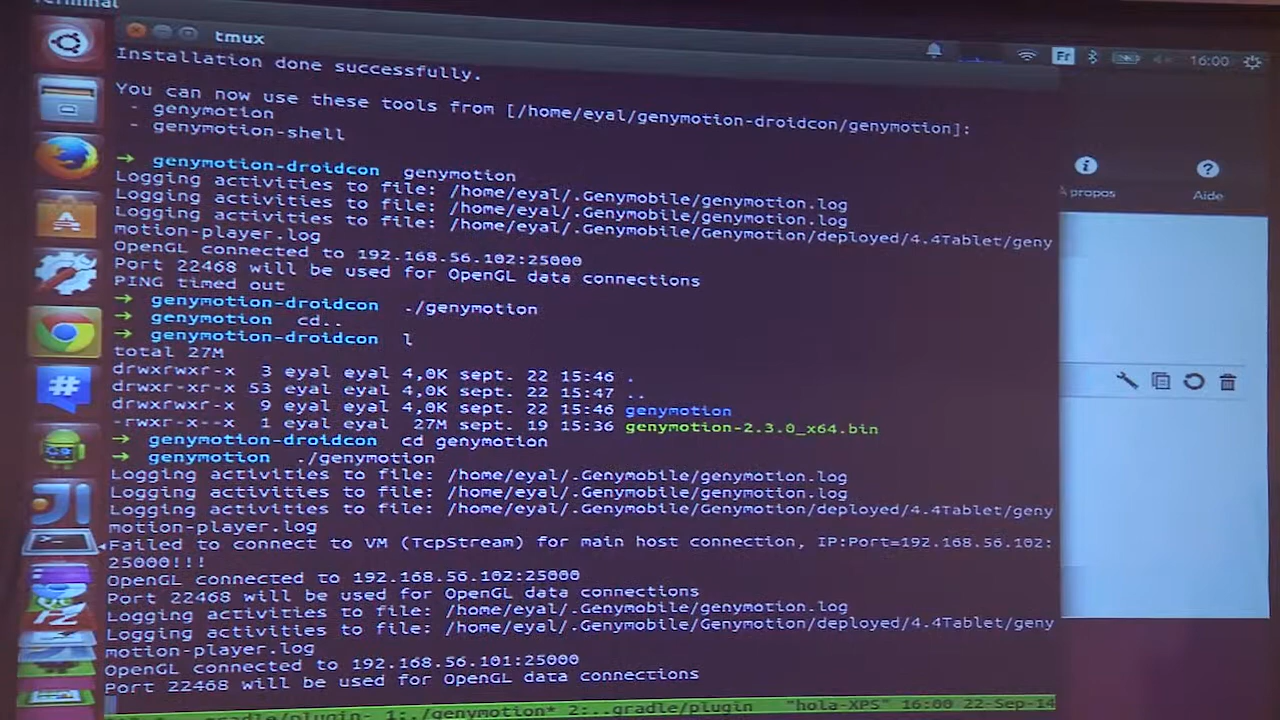 Terminal
tmux
Fr
16:00
Installation done successfully.
You can now use these tools from [/home/eyal/genymotion-droidcon/genymotion]:
- genymotion
- genymotion-shell
→ genymotion-droidcon genymotion
Logging activities to file: /home/eyal/.Genymobile/genymotion.log
Logging activities to file: /home/eyal/.Genymobile/genymotion.log
Logging activities to file: /home/eyal/.Genymobile/Genymotion/deployed/4.4Tablet/geny
motion-player.log
OpenGL connected to 192.168.56.102:25000
Port 22468 will be used for OpenGL data connections
PING timed out
→ genymotion-droidcon ./genymotion
→ genymotion cd..
→ genymotion-droidcon l
total 27M
drwxrwxr-x 3 eyal eyal 4,0K sept. 22 15:46 .
drwxr-xr-x 53 eyal eyal 4,0K sept. 22 15:47 ..
drwxrwxr-x 9 eyal eyal 4,0K sept. 22 15:46 genymotion
-rwxr-x--x 1 eyal eyal 27M sept. 19 15:36 genymotion-2.3.0_x64.bin
→ genymotion-droidcon cd genymotion
→ genymotion ./genymotion
Logging activities to file: /home/eyal/.Genymobile/genymotion.log
Logging activities to file: /home/eyal/.Genymobile/genymotion.log
Logging activities to file: /home/eyal/.Genymobile/Genymotion/deployed/4.4Tablet/geny
motion-player.log
Failed to connect to VM (TcpStream) for main host connection, IP:Port=192.168.56.102:
25000!!!
OpenGL connected to 192.168.56.102:25000
Port 22468 will be used for OpenGL data connections
Logging activities to file: /home/eyal/.Genymobile/genymotion.log
Logging activities to file: /home/eyal/.Genymobile/Genymotion/deployed/4.4Tablet/geny
motion-player.log
OpenGL connected to 192.168.56.101:25000
Port 22468 will be used for OpenGL data connections
gradle/plugin- 1:./genymotion* 2:..gradle/plugin "hola-XPS" 16:00 22-Sep-14
À propos
Aide